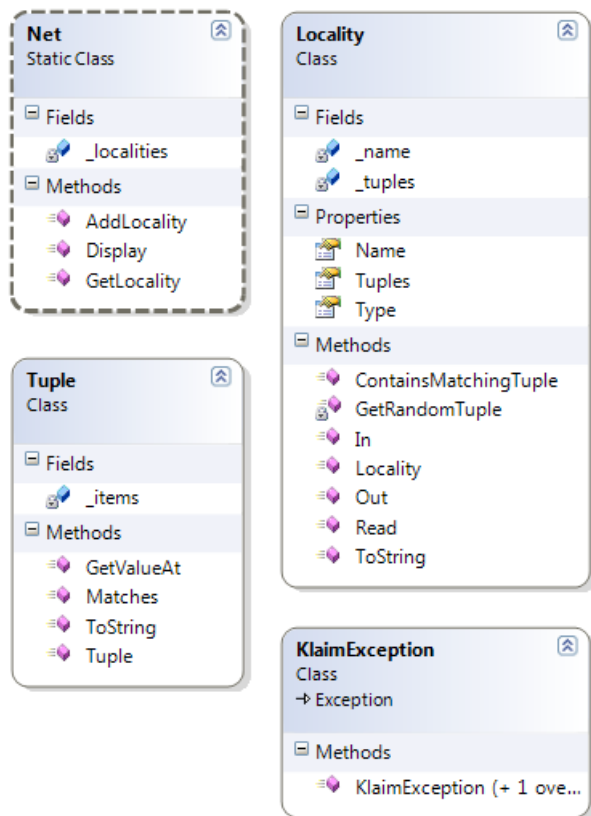 Net
Static Class
Fields
_localities
Methods
AddLocality
Display
GetLocality
Tuple
Class
Fields
_items
Methods
GetValueAt
Matches
ToString
Tuple
Locality
Class
Fields
_name
_tuples
Properties
Name
Tuples
Type
Methods
ContainsMatchingTuple
GetRandomTuple
In
Locality
Out
Read
ToString
KlaimException
Class
Exception
Methods
KlaimException (+ 1 ove...